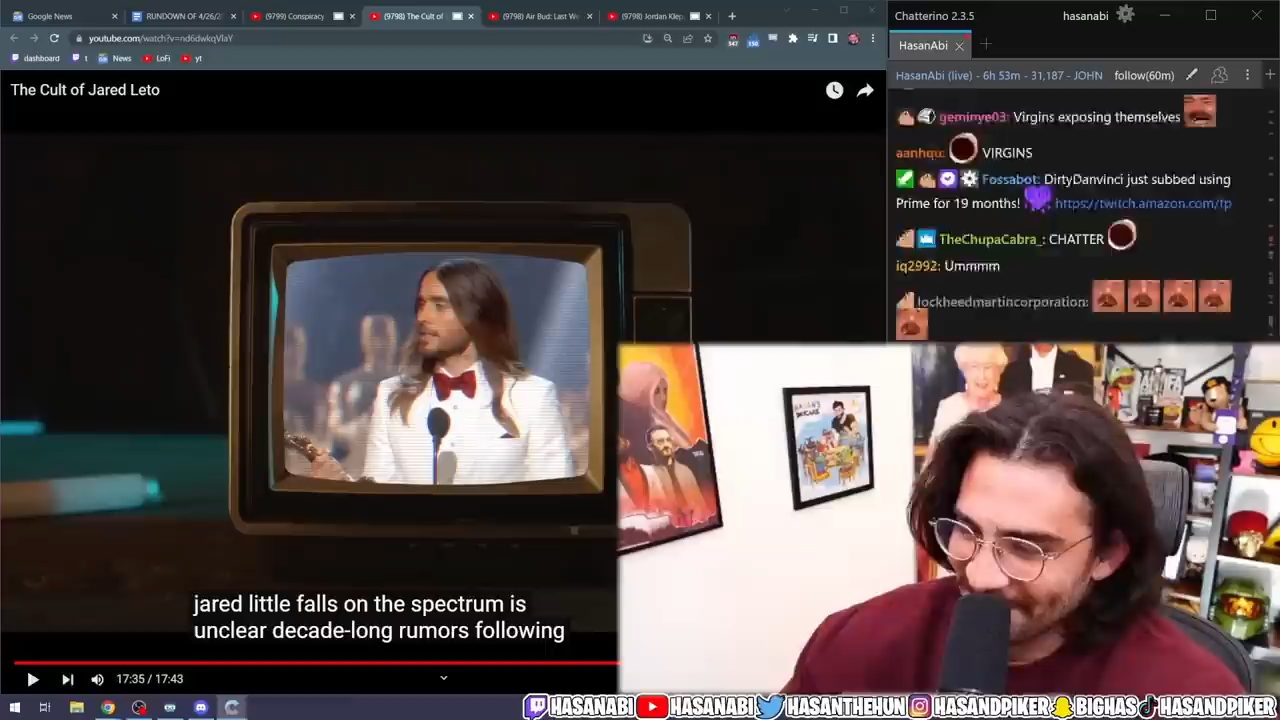 Google News
RUNDOWN OF 4/26/2
(9799) Conspiracy
(9798) The Cult of
(9798) Air Bud: Last We
(9798) Jordan Klep
youtube.com/watch?v=nd6dwkqVlaY
dashboard
t
News
LoFi
yt
The Cult of Jared Leto
jared little falls on the spectrum is
unclear decade-long rumors following
17:35 / 17:43
Chatterino 2.3.5
hasanabi
HasanAbi
HasanAbi (live) - 6h 53m - 31,187 - JOHN
follow(60m)
geminye03: Virgins exposing themselves
aanhqu: VIRGINS
Fossabot: DirtyDanvinci just subbed using
Prime for 19 months! https://twitch.amazon.com/tp
TheChupaCabra_: CHATTER
iq2992: Ummmm
lockheedmartincorporation:
HASANABI
HASANABI
HASANTHEHUN
HASANDPIKER
BIGHAS
HASANDPIKER